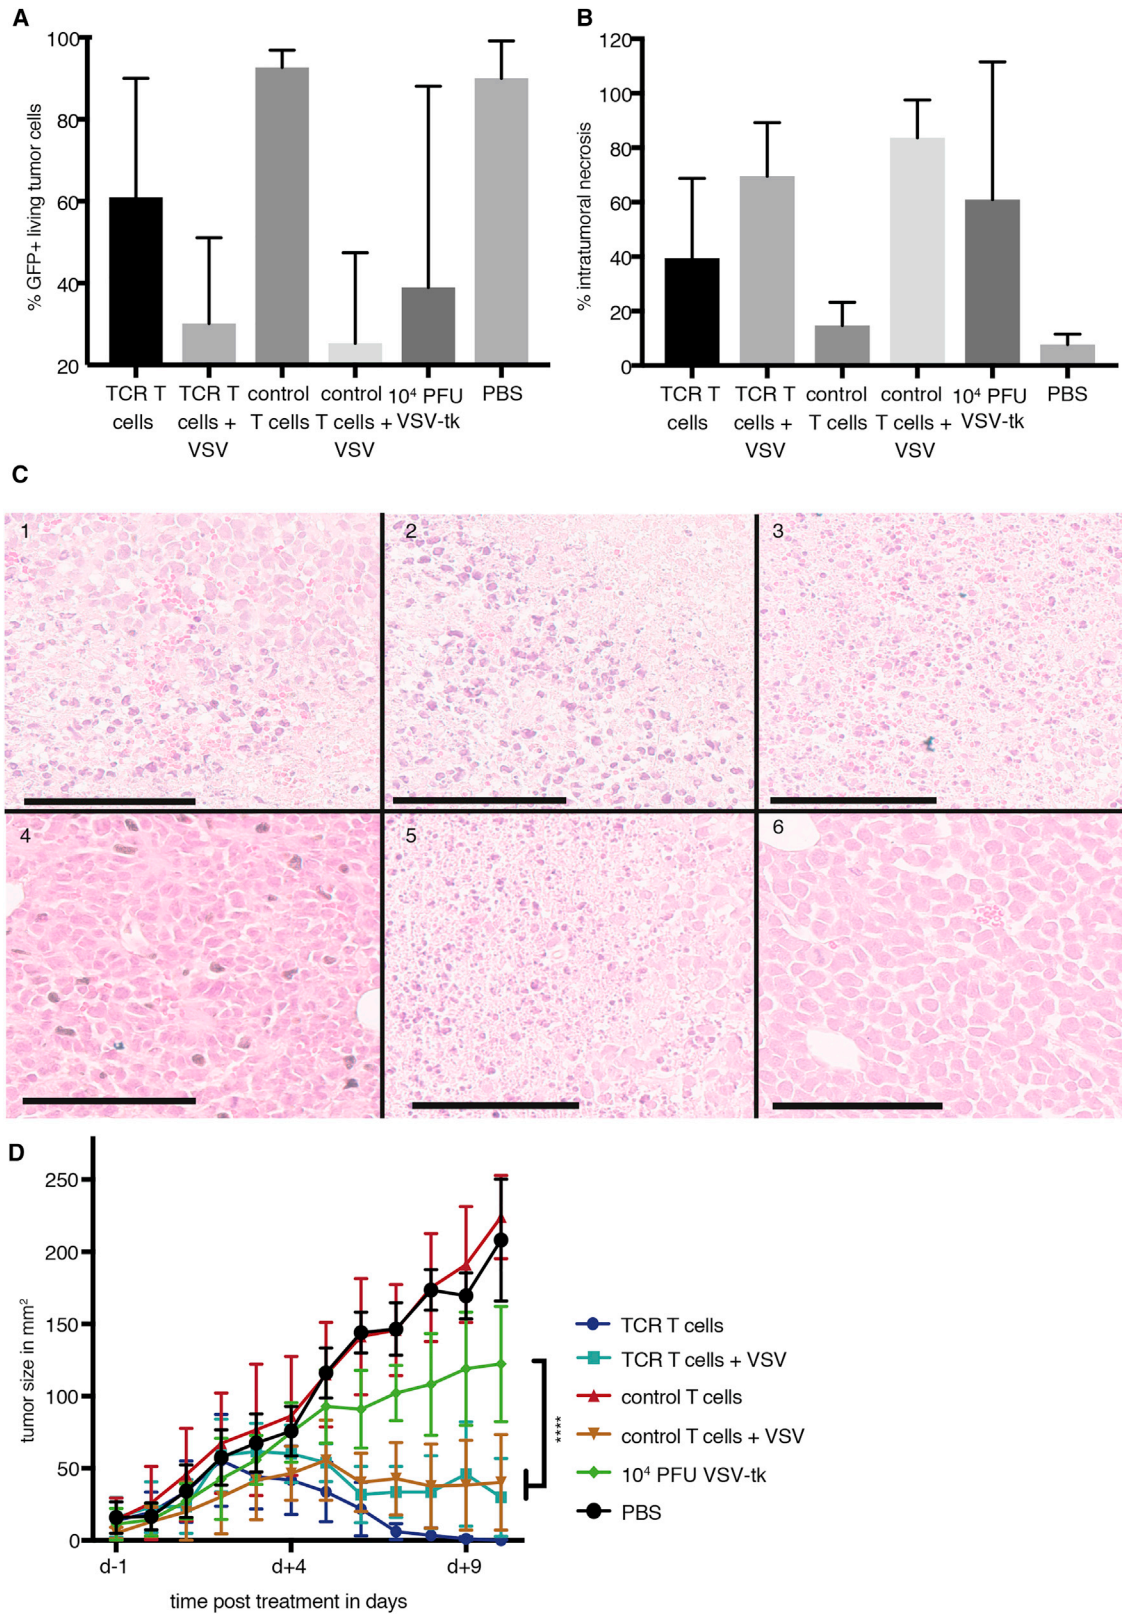 A
% GFP+ living tumor cells
100
80
60
40
20
TCR T cells
TCR T cells + VSV
control T cells
control T cells + VSV
10⁴ PFU VSV-tk
PBS
B
% intratumoral necrosis
120
100
80
60
40
20
0
TCR T cells
TCR T cells + VSV
control T cells
control T cells + VSV
10⁴ PFU VSV-tk
PBS
C
1
2
3
4
5
6
D
tumor size in mm²
250
200
150
100
50
0
d-1
d+4
d+9
time post treatment in days
****
TCR T cells
TCR T cells + VSV
control T cells
control T cells + VSV
10⁴ PFU VSV-tk
PBS